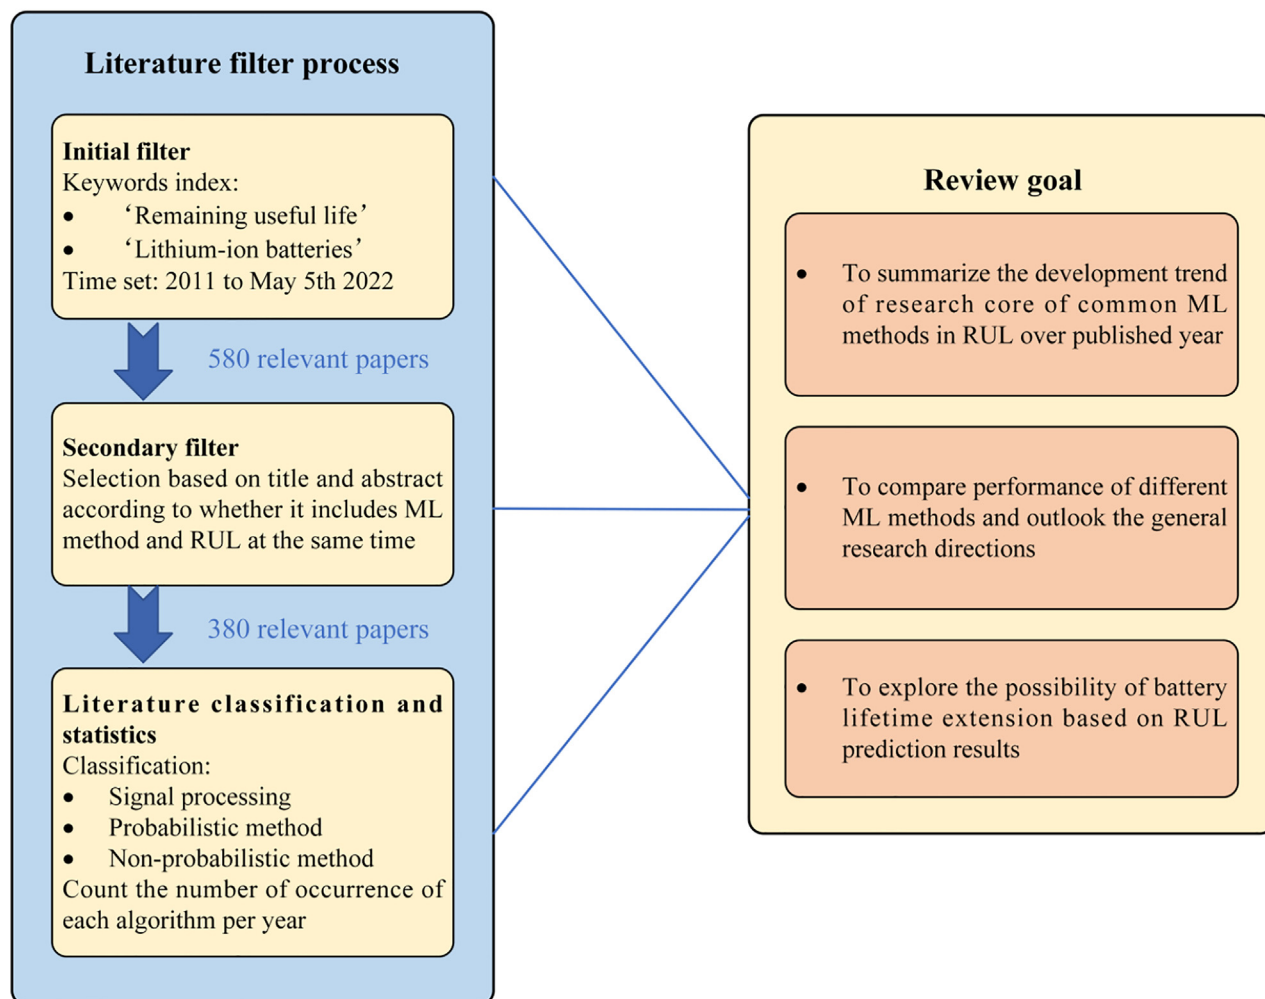 Literature filter process
Initial filter
Keywords index:
• ‘Remaining useful life’
• ‘Lithium-ion batteries’
Time set: 2011 to May 5th 2022
580 relevant papers
Secondary filter
Selection based on title and abstract
according to whether it includes ML
method and RUL at the same time
380 relevant papers
Literature classification and
statistics
Classification:
• Signal processing
• Probabilistic method
• Non-probabilistic method
Count the number of occurrence of
each algorithm per year
Review goal
• To summarize the development trend
of research core of common ML
methods in RUL over published year
• To compare performance of different
ML methods and outlook the general
research directions
• To explore the possibility of battery
lifetime extension based on RUL
prediction results